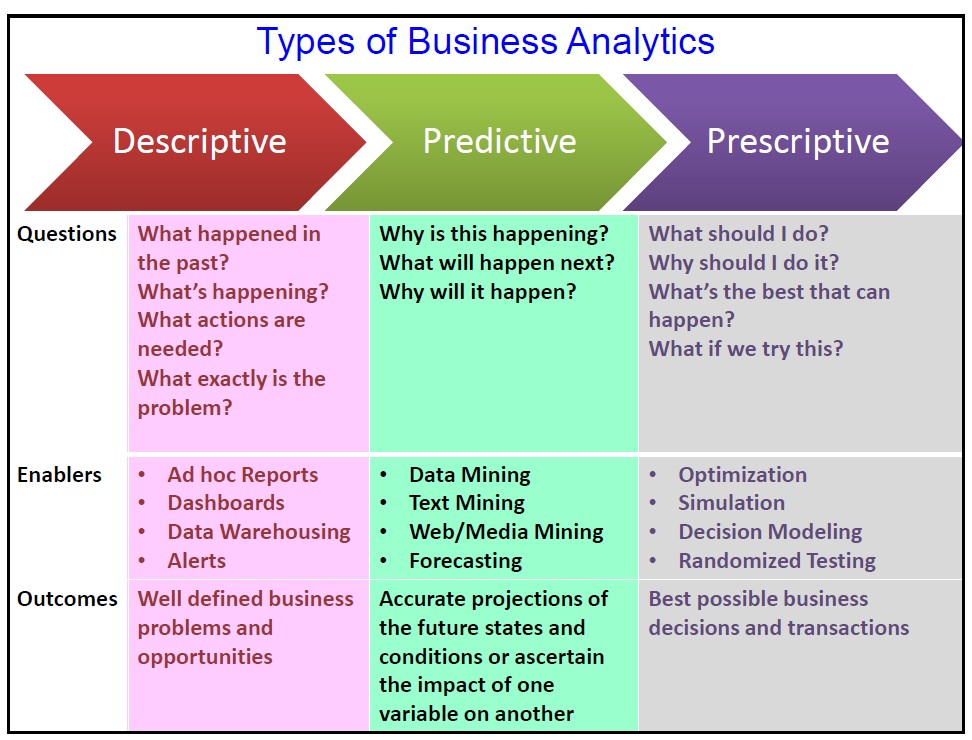 Types of Business Analytics
Descriptive
Predictive
Prescriptive
Questions
What happened in
the past?
What’s happening?
What actions are
needed?
What exactly is the
problem?
Why is this happening?
What will happen next?
Why will it happen?
What should I do?
Why should I do it?
What’s the best that can
happen?
What if we try this?
Enablers
• Ad hoc Reports
• Dashboards
• Data Warehousing
• Alerts
• Data Mining
• Text Mining
• Web/Media Mining
• Forecasting
• Optimization
• Simulation
• Decision Modeling
• Randomized Testing
Outcomes
Well defined business
problems and
opportunities
Accurate projections of
the future states and
conditions or ascertain
the impact of one
variable on another
Best possible business
decisions and transactions